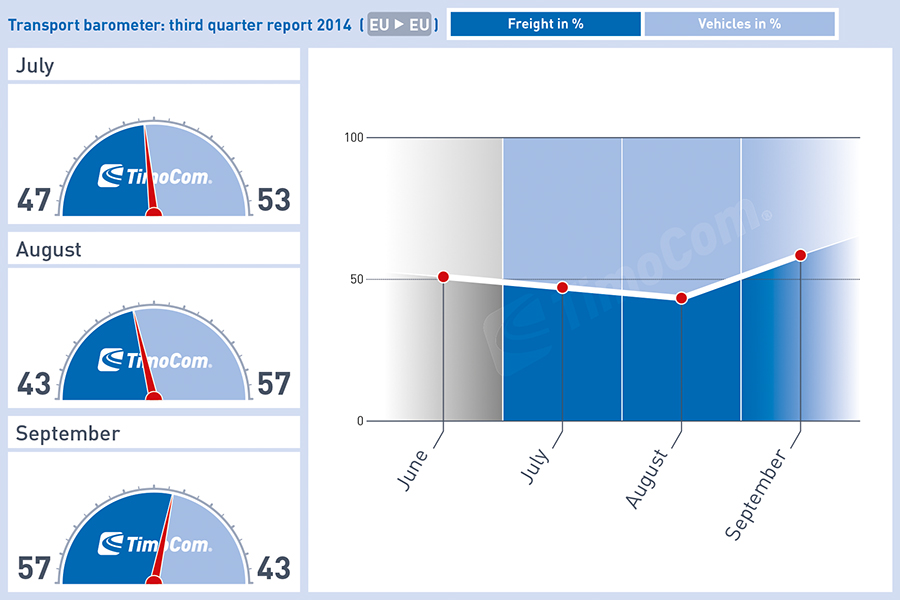 Transport barometer: third quarter report 2014 ( EU ▸ EU )
Freight in %
Vehicles in %
July
TimoCom®
47
53
August
TimoCom®
43
57
September
TimoCom®
57
43
100
50
0
TimoCom®
June
July
August
September